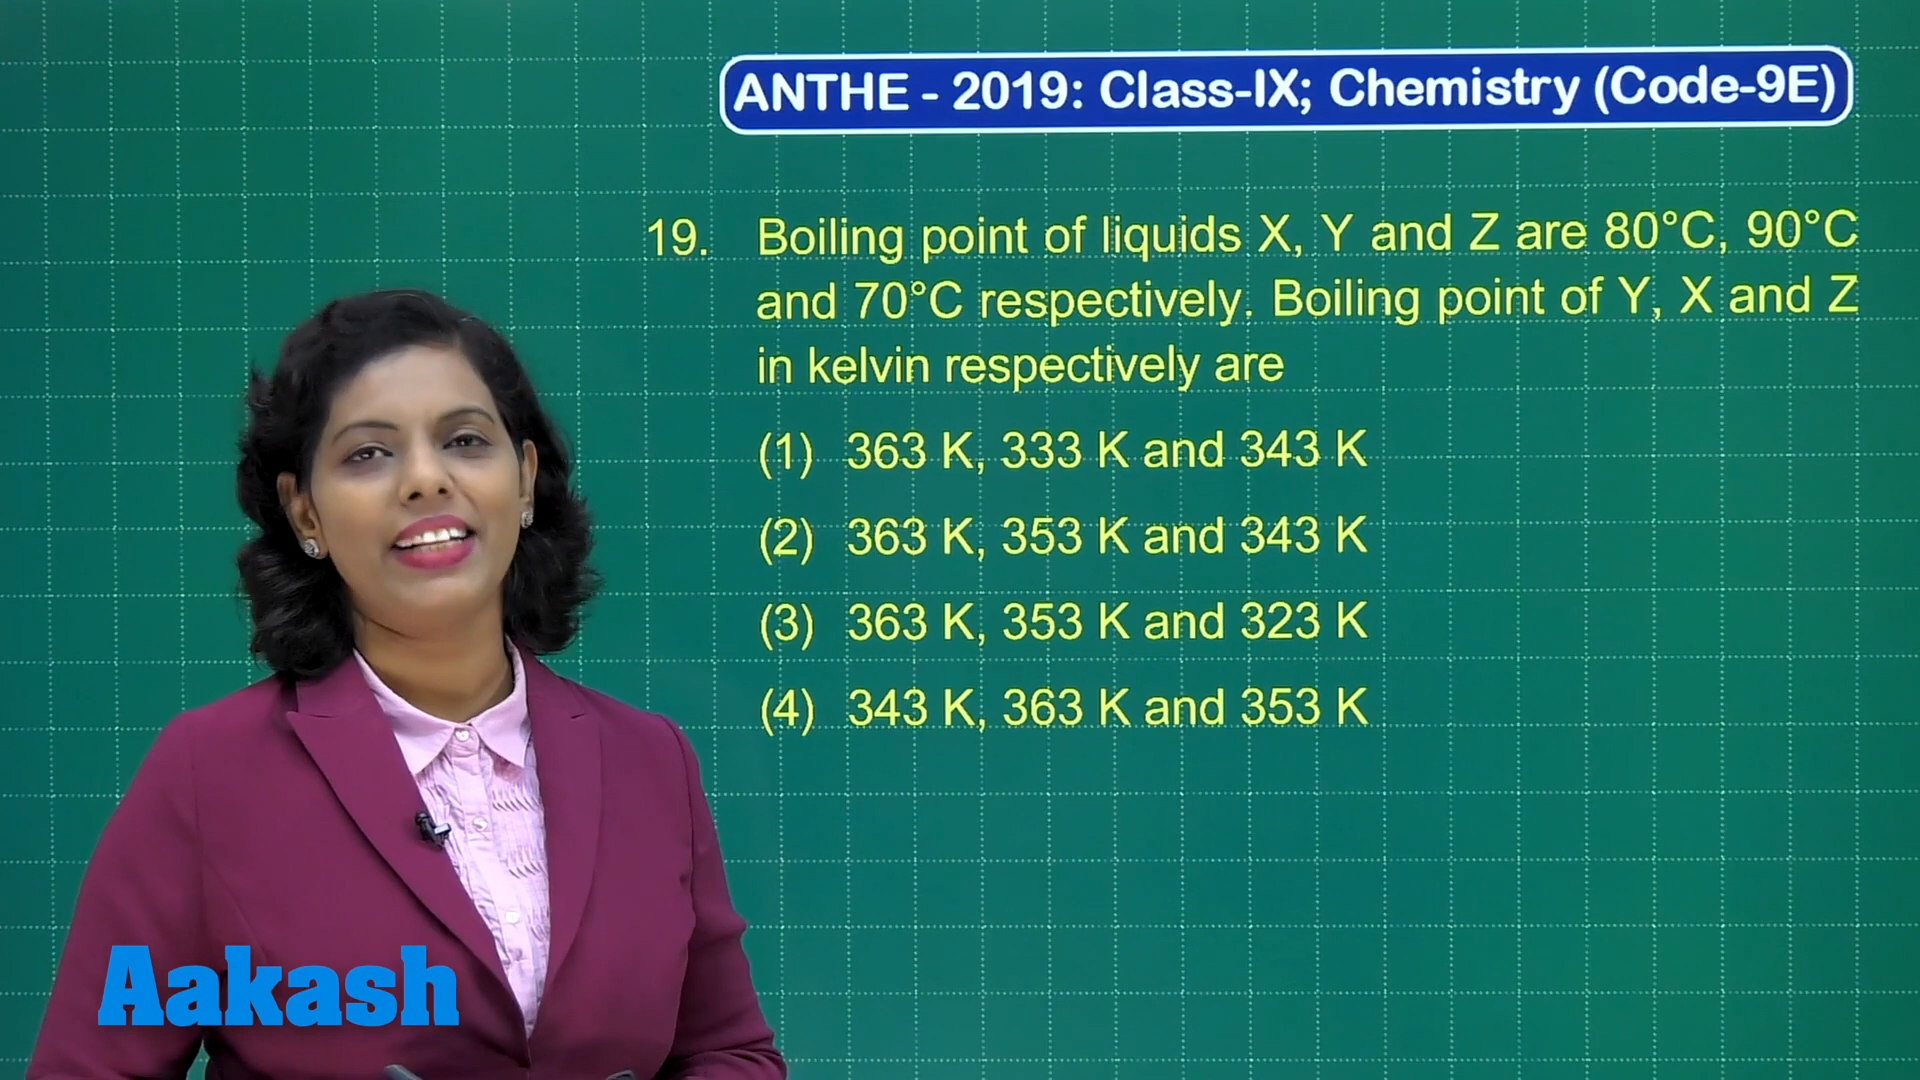 ANTHE - 2019: Class-IX; Chemistry (Code-9E)
19. Boiling point of liquids X, Y and Z are 80°C, 90°C
and 70°C respectively. Boiling point of Y, X and Z
in kelvin respectively are
(1) 363 K, 333 K and 343 K
(2) 363 K, 353 K and 343 K
(3) 363 K, 353 K and 323 K
(4) 343 K, 363 K and 353 K
Aakash